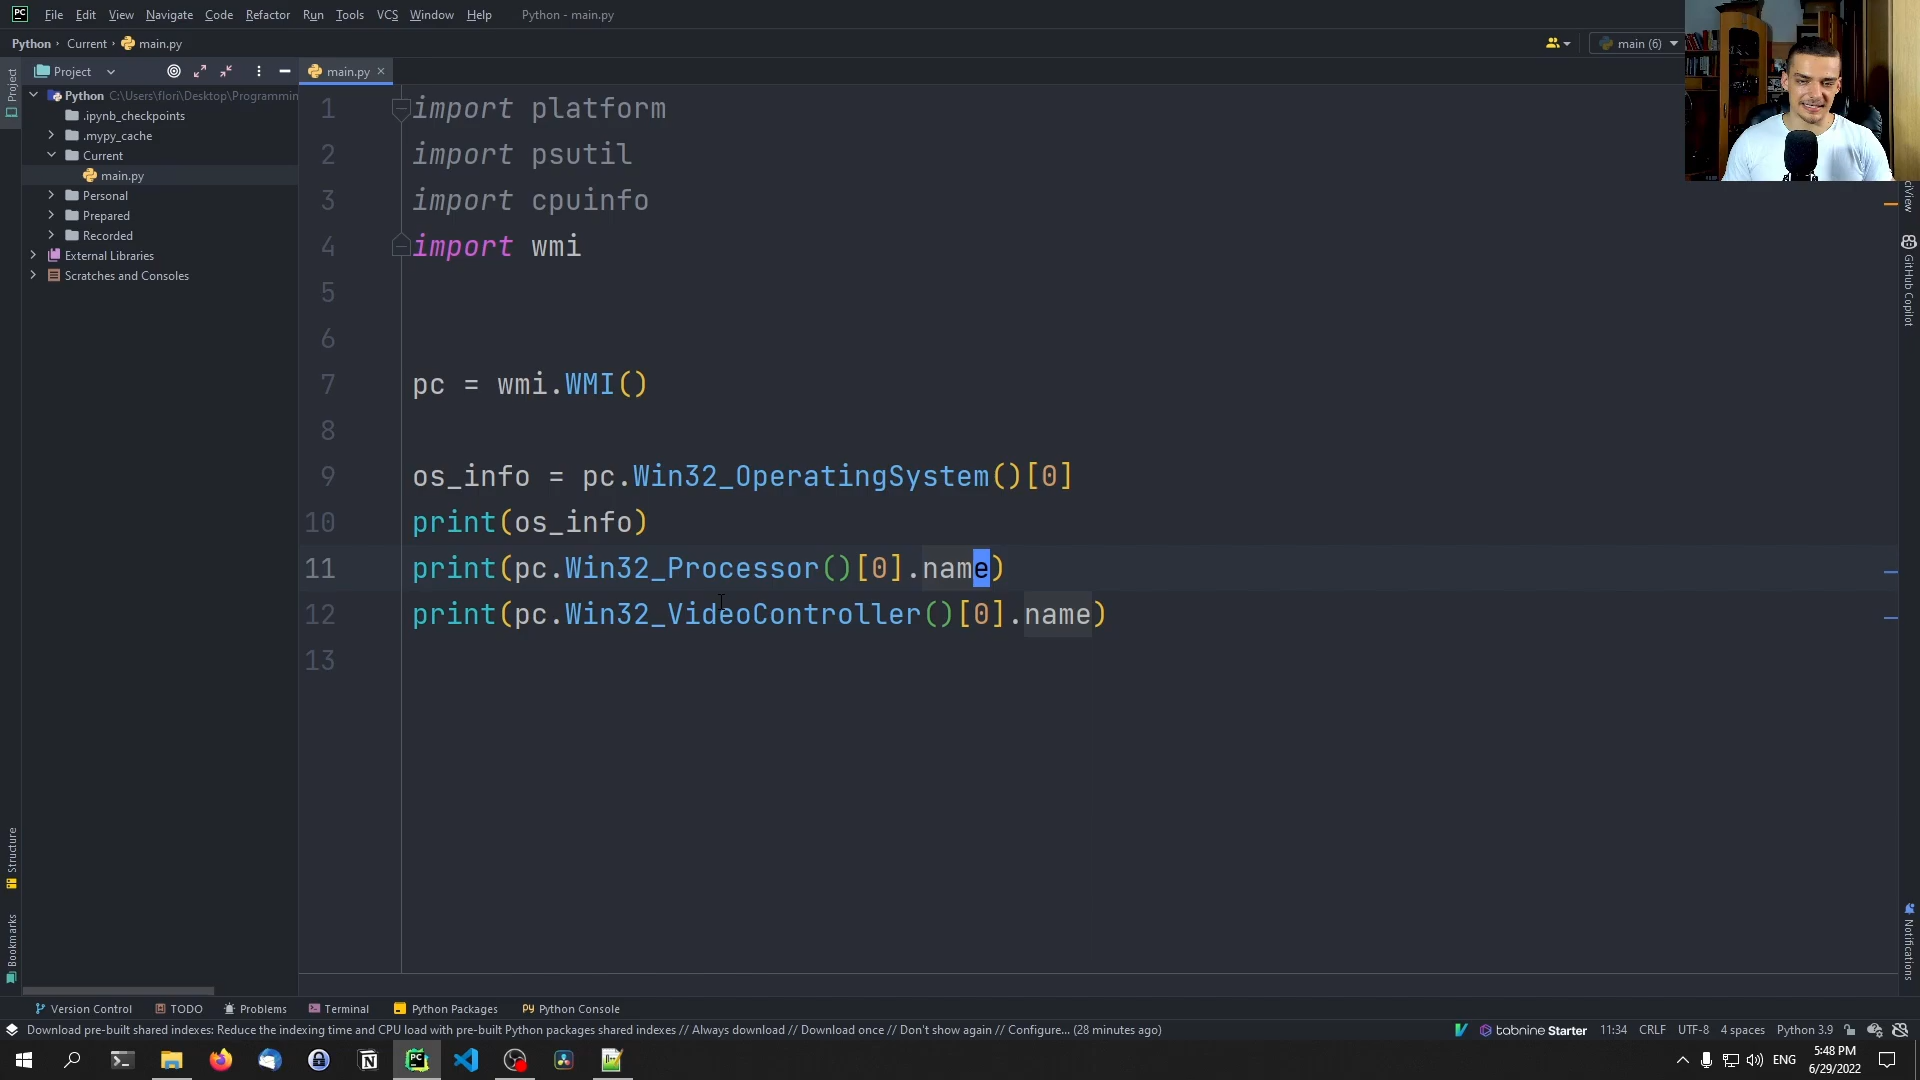 PC File Edit View Navigate Code Refactor Run Tools VCS Window Help Python - main.py
Python › Current › main.py
main (6)
Project
main.py
Project
Python C:\Users\flori\Desktop\Programmin
.ipynb_checkpoints
.mypy_cache
Current
main.py
Personal
Prepared
Recorded
External Libraries
Scratches and Consoles
1 import platform
2 import psutil
3 import cpuinfo
4 import wmi
5
6
7 pc = wmi.WMI()
8
9 os_info = pc.Win32_OperatingSystem()[0]
10 print(os_info)
11 print(pc.Win32_Processor()[0].name)
12 print(pc.Win32_VideoController()[0].name)
13
ciView
GitHub Copilot
Notifications
Structure
Bookmarks
Version Control TODO Problems Terminal Python Packages Python Console
Download pre-built shared indexes: Reduce the indexing time and CPU load with pre-built Python packages shared indexes // Always download // Download once // Don't show again // Configure... (28 minutes ago)
tabnine Starter 11:34 CRLF UTF-8 4 spaces Python 3.9
ENG
5:48 PM
6/29/2022